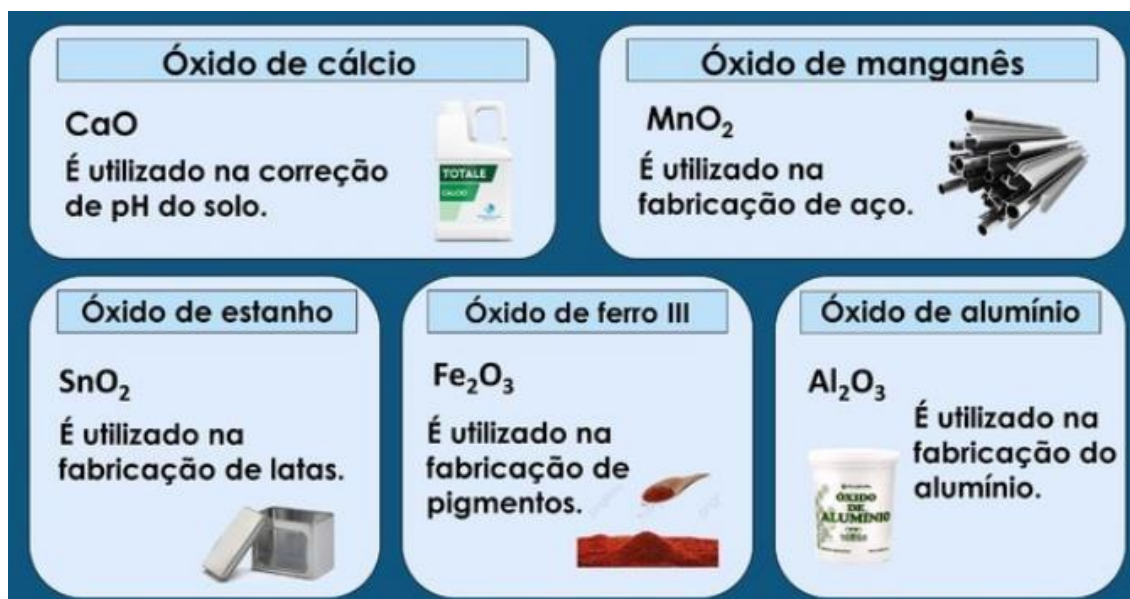 Óxido de cálcio
CaO
É utilizado na correção
de pH do solo.
TOTALE
CÁLCIO
Óxido de manganês
MnO₂
É utilizado na
fabricação de aço.
Óxido de estanho
SnO₂
É utilizado na
fabricação de latas.
Óxido de ferro III
Fe₂O₃
É utilizado na
fabricação de
pigmentos.
Óxido de alumínio
Al₂O₃
É utilizado na
fabricação do
alumínio.
ÓXIDO
DE
ALUMÍNIO